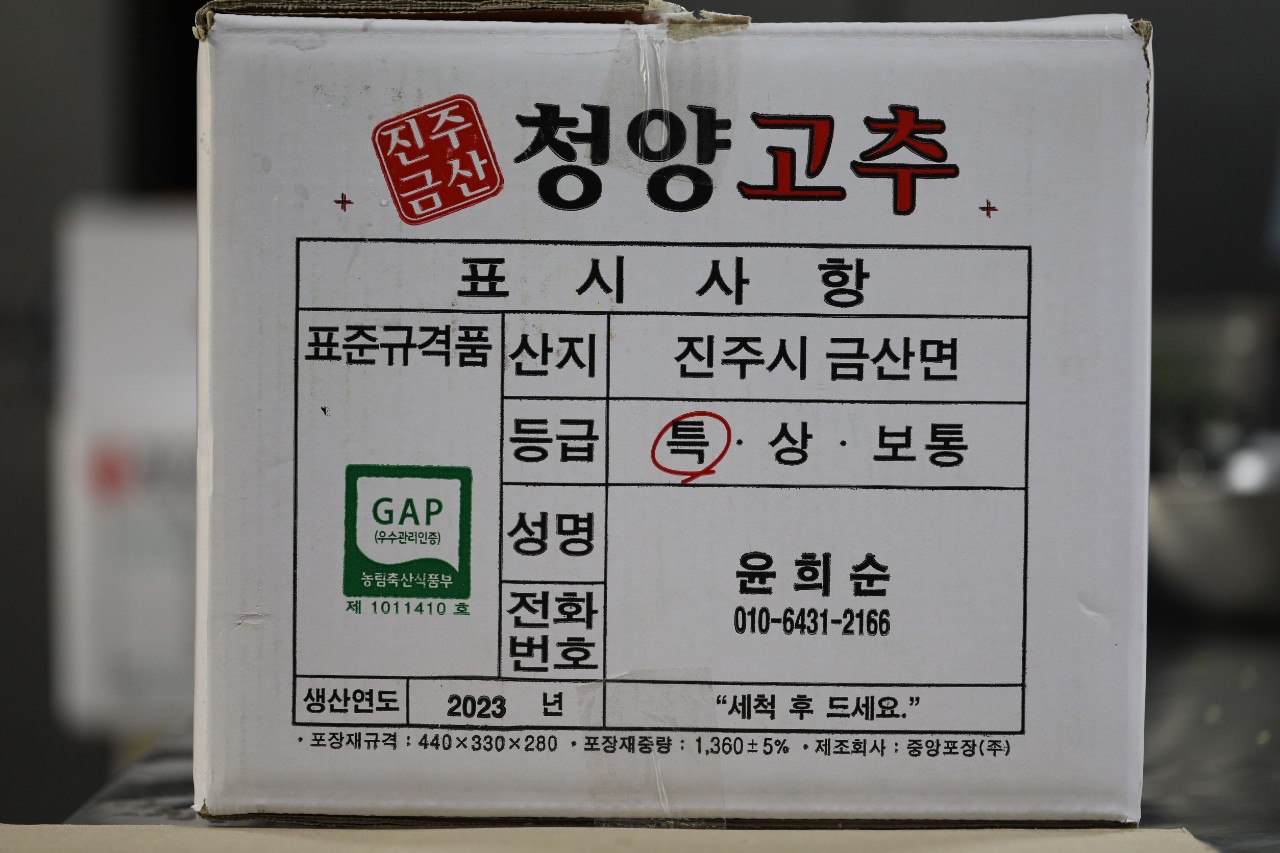 진주
금산
청양고추
표 시 사 항
표준규격품
산지
진주시 금산면
등급
특 · 상 · 보통
GAP
(우수관리인증)
농림축산식품부
제 1011410 호
성명
윤희순
전화
번호
010-6431-2166
생산연도
2023 년
“세척 후 드세요.”
· 포장재규격 : 440×330×280 · 포장재중량 : 1,360±5% · 제조회사 : 중앙포장(주)